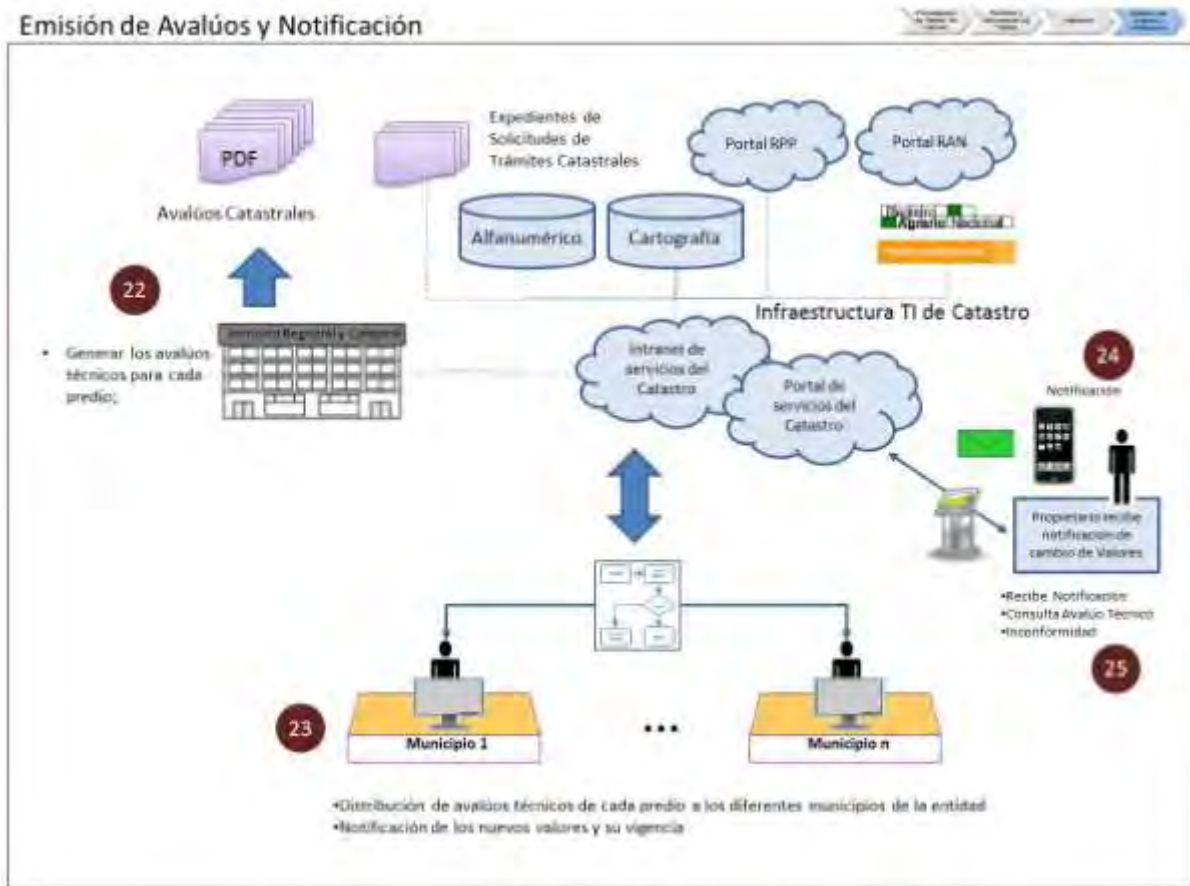 Emisión de Avalúos y Notificación
PDF
Avalúos Catastrales
Expedientes de
Solicitudes de
Trámites Catastrales
Portal RPP
Portal RAN
Alfanumérico
Cartografía
Agrario Nacional
22
• Generar los avalúos
técnicos para cada
predio;
Registral y
Infraestructura TI de Catastro
Intranet de
servicios del
Catastro
Portal de
servicios del
Catastro
24
Notificación
Propietario recibe
notificación de
cambio de Valores
•Recibe Notificación
•Consulta Avalúo Técnico
•Inconformidad
25
23
Municipio 1
...
Municipio n
•Distribución de avalúos técnicos de cada predio a los diferentes municipios de la entidad
•Notificación de los nuevos valores y su vigencia